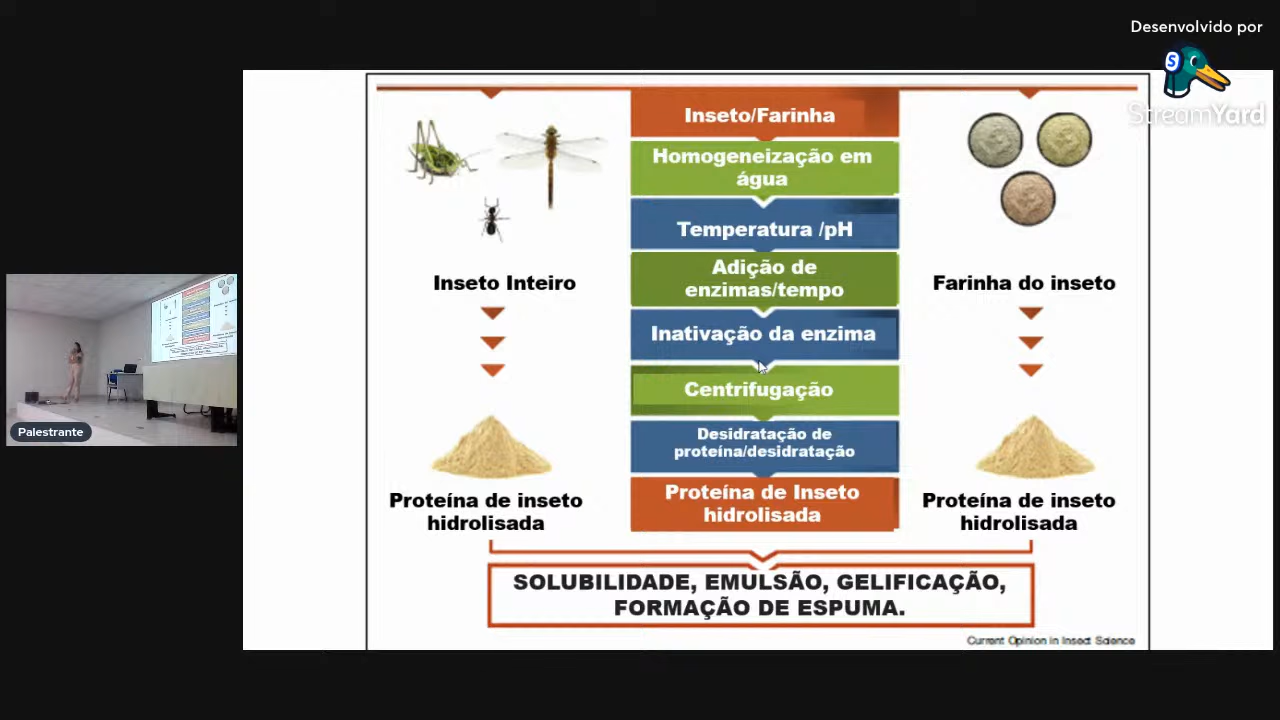 Desenvolvido por
StreamYard
Inseto/Farinha
Homogeneização em
água
Temperatura /pH
Adição de
enzimas/tempo
Inativação da enzima
Centrifugação
Desidratação de
proteína/desidratação
Proteína de Inseto
hidrolisada
Inseto Inteiro
Proteína de inseto
hidrolisada
Farinha do inseto
Proteína de inseto
hidrolisada
SOLUBILIDADE, EMULSÃO, GELIFICAÇÃO,
FORMAÇÃO DE ESPUMA.
Current Opinion in Insect Science
Palestrante